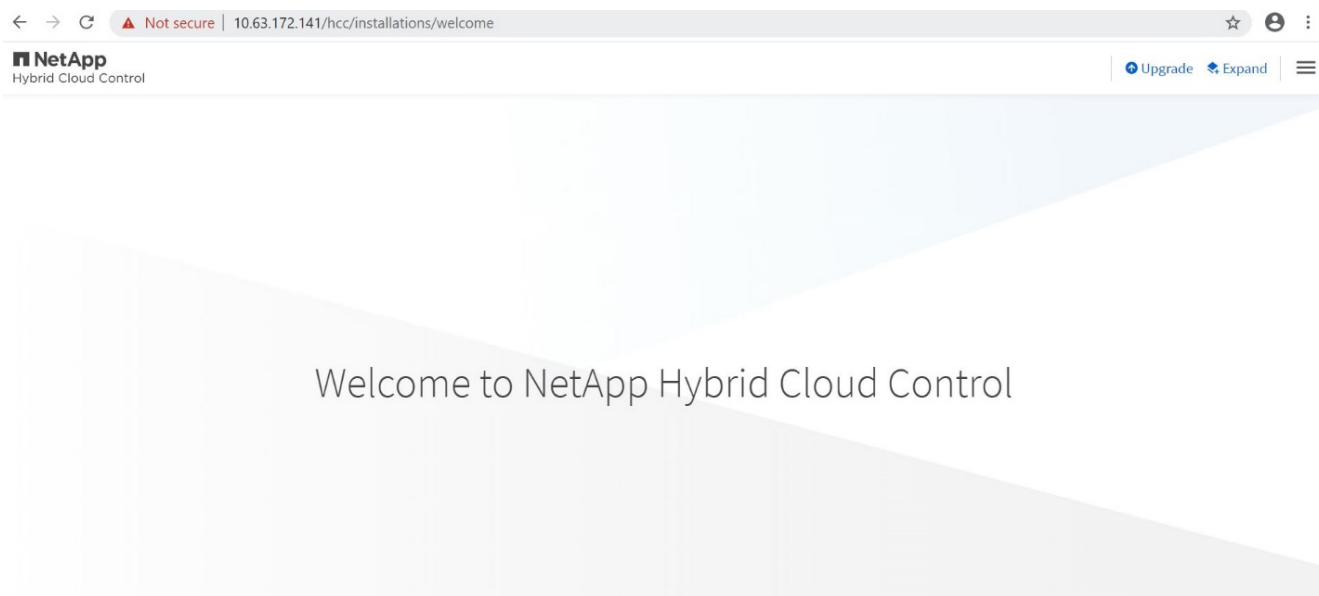 Not secure | 10.63.172.141/hcc/installations/welcome
NetApp
Hybrid Cloud Control
Upgrade Expand
Welcome to NetApp Hybrid Cloud Control